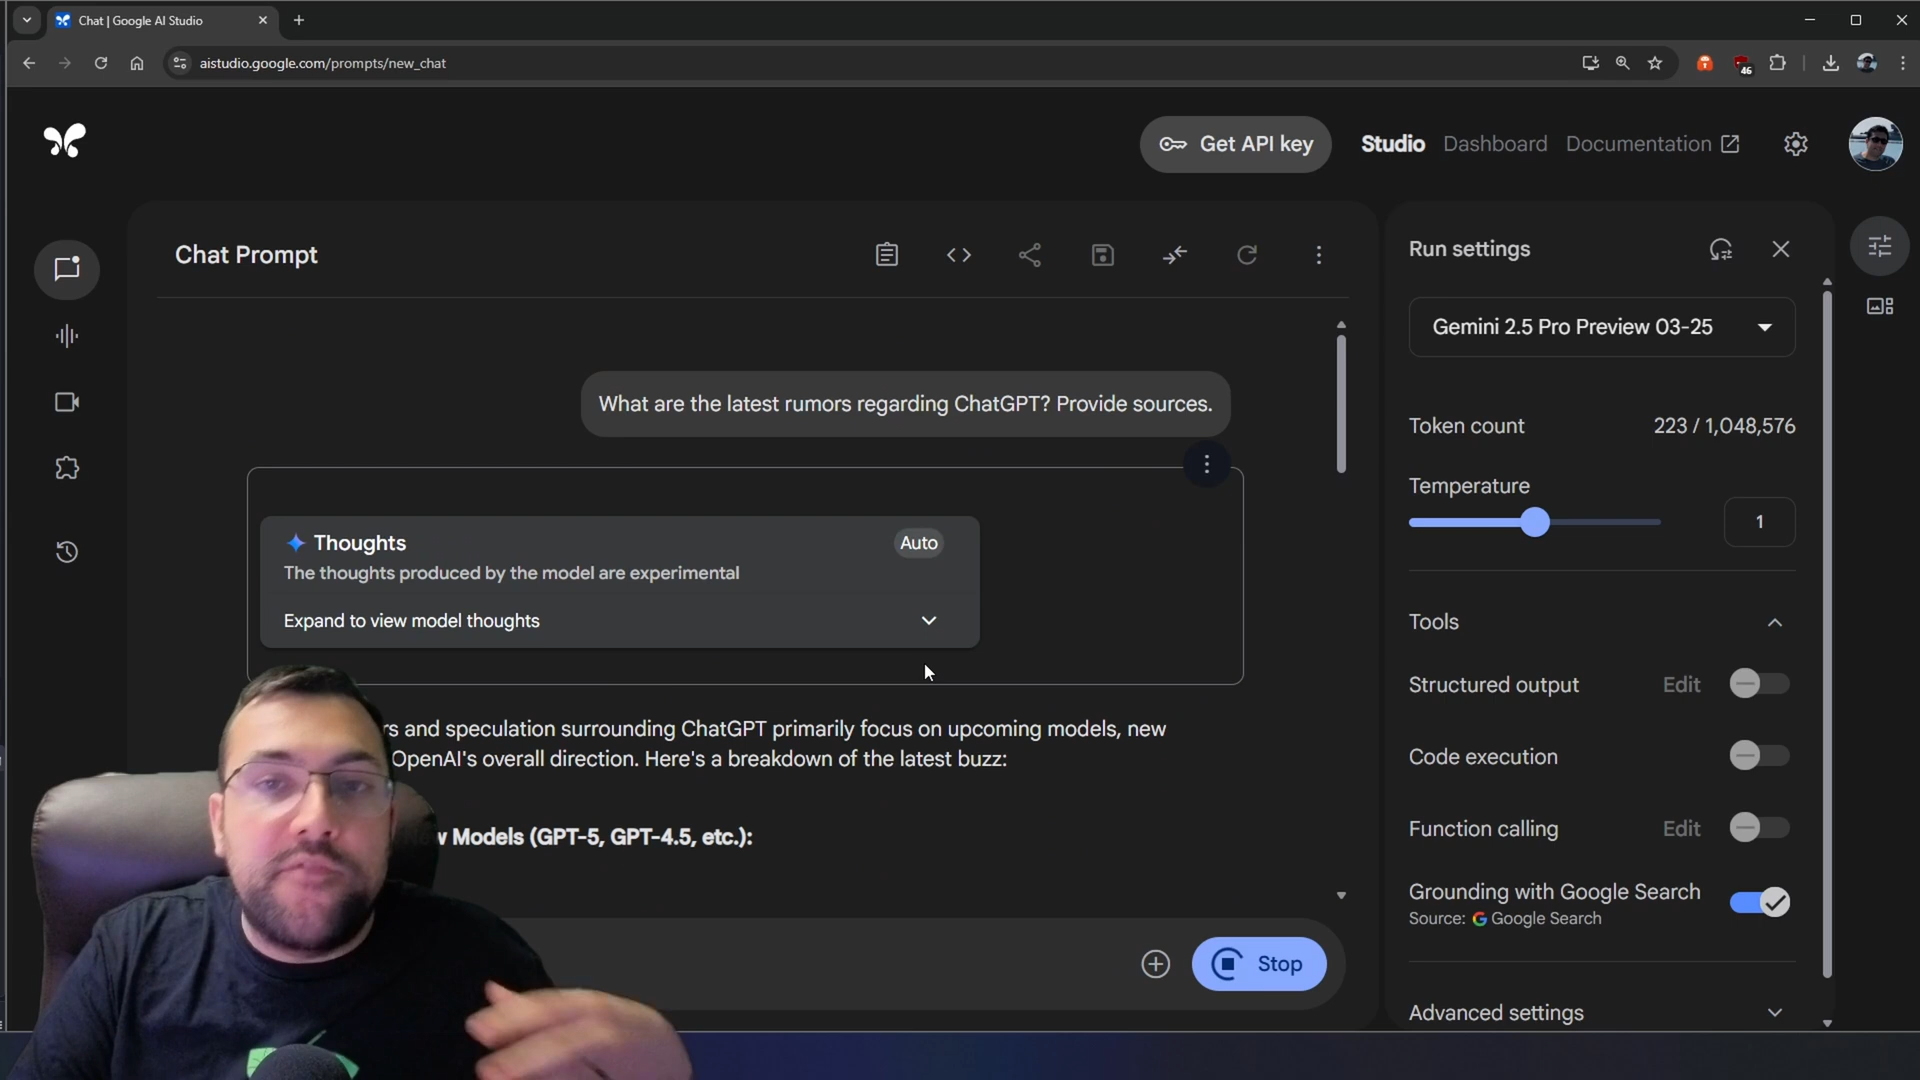 Chat | Google AI Studio
aistudio.google.com/prompts/new_chat
46
Get API key
Studio
Dashboard
Documentation
Chat Prompt
What are the latest rumors regarding ChatGPT? Provide sources.
Thoughts
Auto
The thoughts produced by the model are experimental
Expand to view model thoughts
rs and speculation surrounding ChatGPT primarily focus on upcoming models, new
OpenAI's overall direction. Here's a breakdown of the latest buzz:
w Models (GPT-5, GPT-4.5, etc.):
Stop
Run settings
Gemini 2.5 Pro Preview 03-25
Token count 223 / 1,048,576
Temperature
1
Tools
Structured output Edit
Code execution
Function calling Edit
Grounding with Google Search
Source: G Google Search
Advanced settings